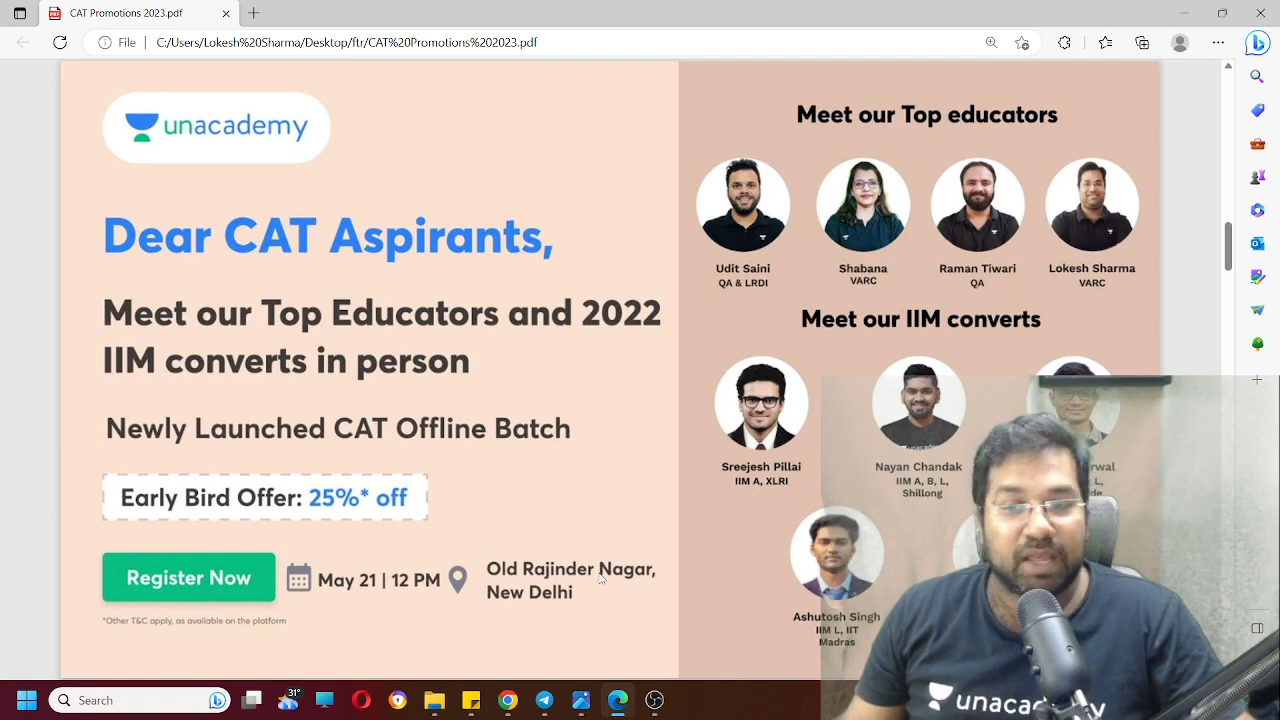 CAT Promotions 2023.pdf
File
C:/Users/Lokesh%20Sharma/Desktop/ftr/CAT%20Promotions%202023.pdf
unacademy
Dear CAT Aspirants,
Meet our Top Educators and 2022
IIM converts in person
Newly Launched CAT Offline Batch
Early Bird Offer: 25%* off
Register Now
May 21 | 12 PM
Old Rajinder Nagar,
New Delhi
*Other T&C apply, as available on the platform
Meet our Top educators
Udit Saini
QA & LRDI
Shabana
VARC
Raman Tiwari
QA
Lokesh Sharma
VARC
Meet our IIM converts
Sreejesh Pillai
IIM A, XLRI
Nayan Chandak
IIM A, B, L,
Shillong
Ashutosh Singh
IIM L, IIT
Madras
unacademy
Search
31°